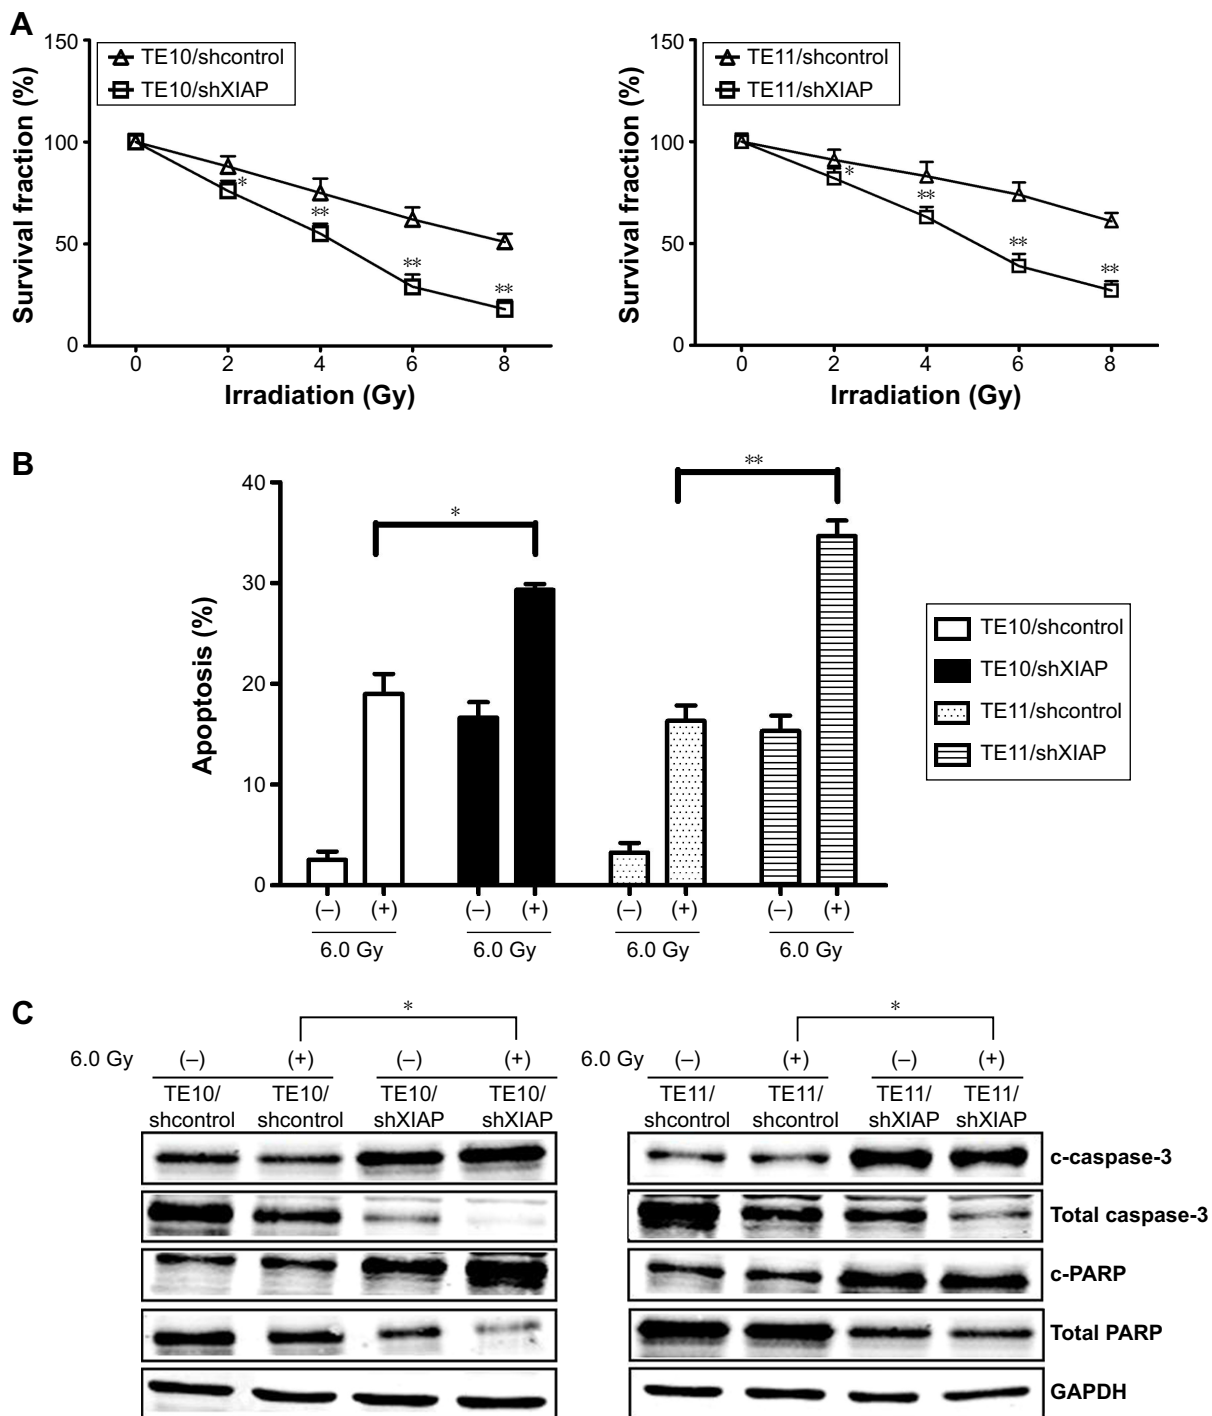 A
150
100
50
0
Survival fraction (%)
TE10/shcontrol
TE10/shXIAP
*
**
**
**
0 2 4 6 8
Irradiation (Gy)
150
100
50
0
Survival fraction (%)
TE11/shcontrol
TE11/shXIAP
*
**
**
**
0 2 4 6 8
Irradiation (Gy)
B
40
30
20
10
0
Apoptosis (%)
*
**
(–) (+) (–) (+) (–) (+) (–) (+)
6.0 Gy 6.0 Gy 6.0 Gy 6.0 Gy
TE10/shcontrol
TE10/shXIAP
TE11/shcontrol
TE11/shXIAP
C
*
6.0 Gy (–) (+) (–) (+)
TE10/ TE10/ TE10/ TE10/
shcontrol shcontrol shXIAP shXIAP
*
6.0 Gy (–) (+) (–) (+)
TE11/ TE11/ TE11/ TE11/
shcontrol shcontrol shXIAP shXIAP
c-caspase-3
Total caspase-3
c-PARP
Total PARP
GAPDH